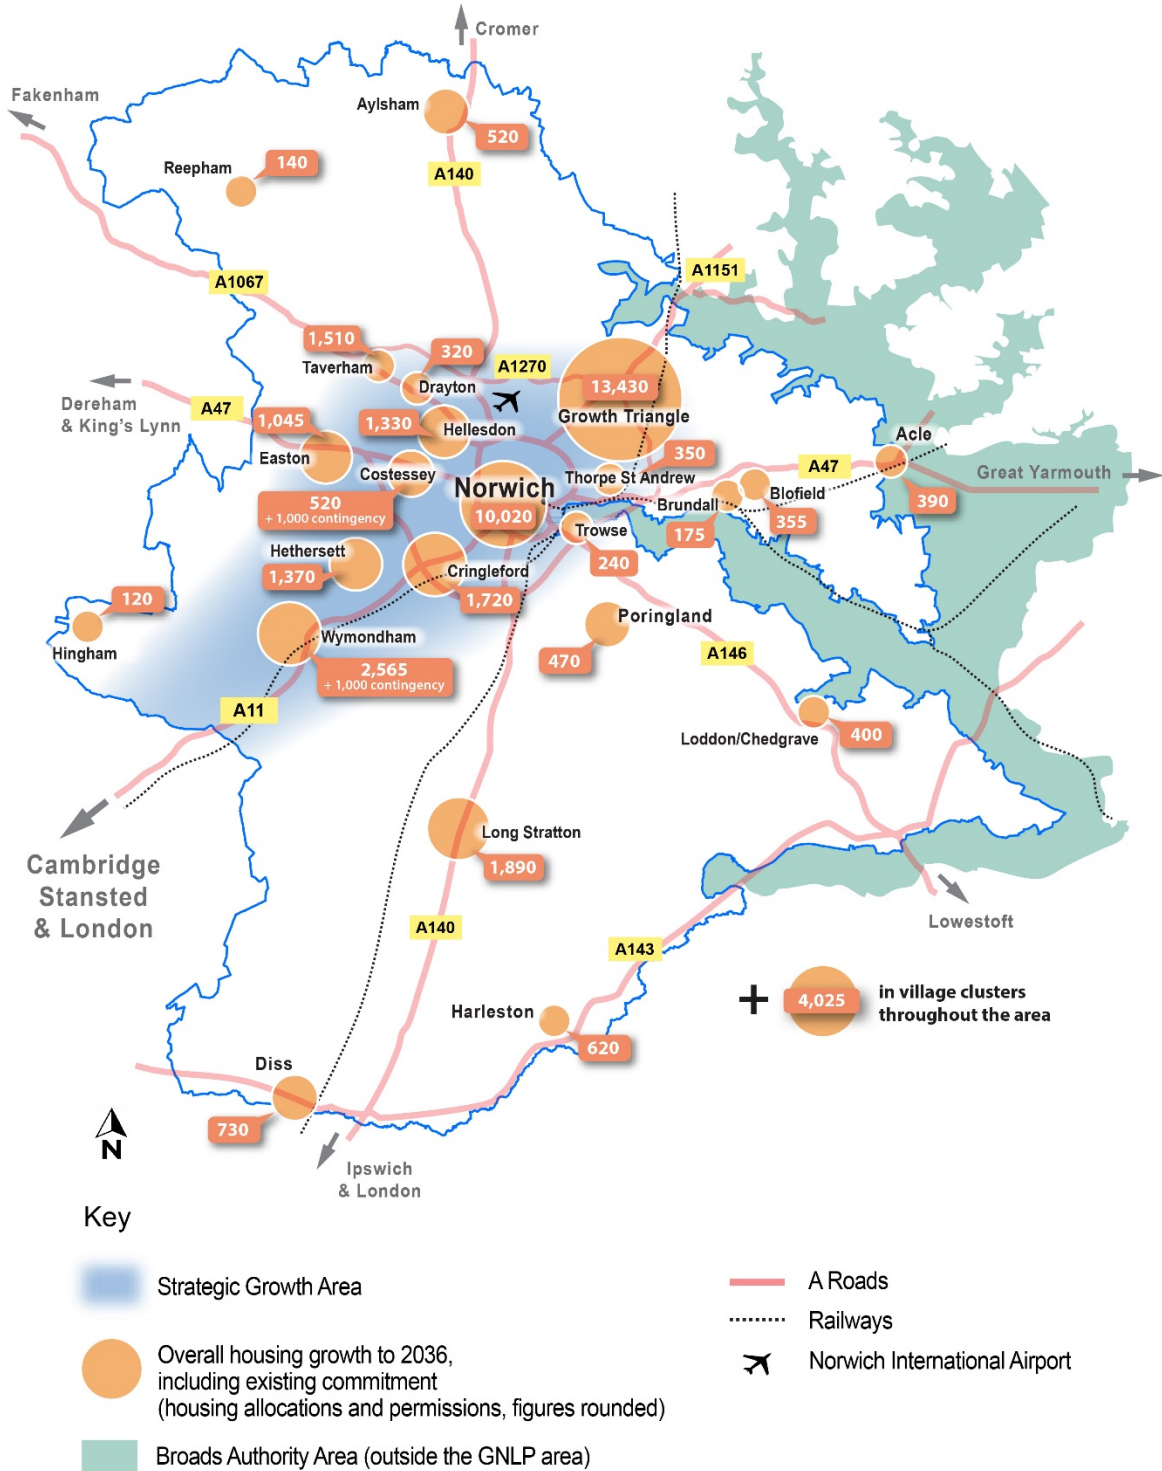 Cromer
Fakenham
Aylsham
520
Reepham
140
A140
A1067
A1151
1,510
Taverham
320
Drayton
A1270
13,430
Growth Triangle
Dereham
& King's Lynn
A47
1,045
Easton
1,330
Hellesdon
Costessey
520
+ 1,000 contingency
Norwich
10,020
350
Thorpe St Andrew
A47
Acle
390
Great Yarmouth
Brundall
175
Blofield
355
Trowse
240
Hethersett
1,370
Cringleford
1,720
120
Hingham
Wymondham
2,565
+ 1,000 contingency
Poringland
470
A146
A11
Loddon/Chedgrave
400
Cambridge
Stansted
& London
Long Stratton
1,890
A140
A143
Lowestoft
+
4,025
in village clusters
throughout the area
Harleston
620
Diss
730
N
Ipswich
& London
Key
Strategic Growth Area
Overall housing growth to 2036,
including existing commitment
(housing allocations and permissions, figures rounded)
Broads Authority Area (outside the GNLP area)
A Roads
Railways
Norwich International Airport